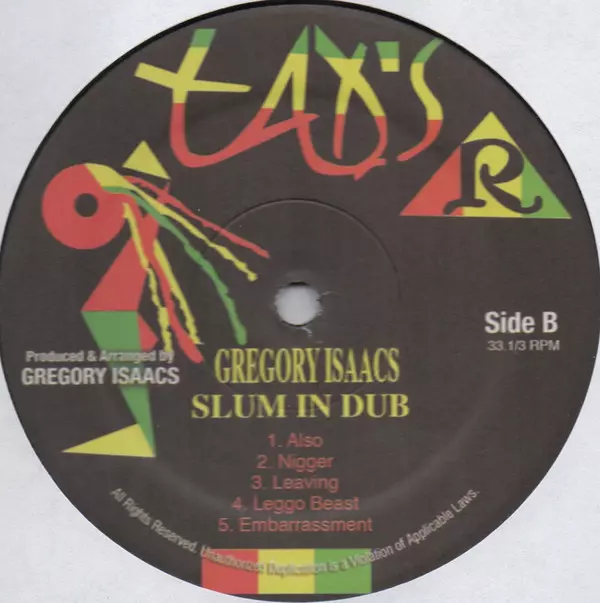 TAD'S
R
Side B
33.1/3 RPM
Produced & Arranged by
GREGORY ISAACS
GREGORY ISAACS
SLUM IN DUB
1. Also
2. Nigger
3. Leaving
4. Leggo Beast
5. Embarrassment
All Rights Reserved. Unauthorized Duplication is a Violation of Applicable Laws.